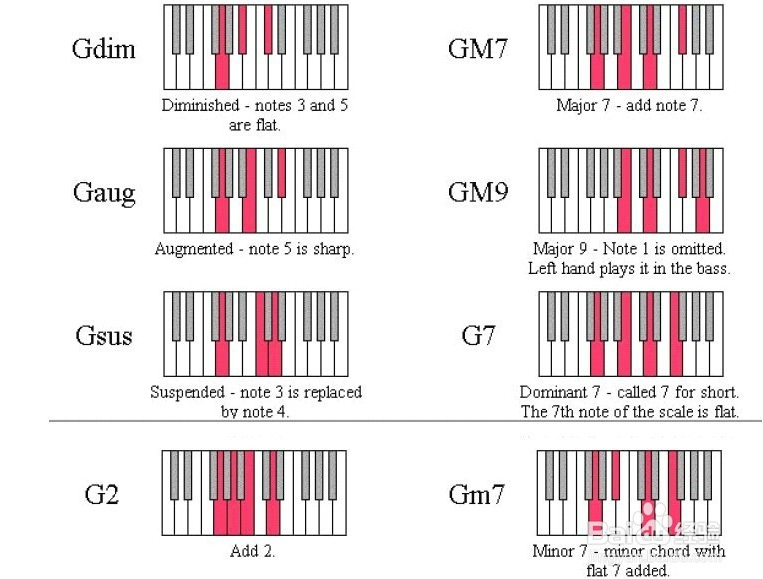 Gdim
Diminished - notes 3 and 5
are flat.
GM7
Major 7 - add note 7.
Gaug
Augmented - note 5 is sharp.
GM9
Major 9 - Note 1 is omitted.
Left hand plays it in the bass.
Gsus
Suspended - note 3 is replaced
by note 4.
G7
Dominant 7 - called 7 for short.
The 7th note of the scale is flat.
G2
Add 2.
Gm7
Minor 7 - minor chord with
flat 7 added.
Baidu 经验